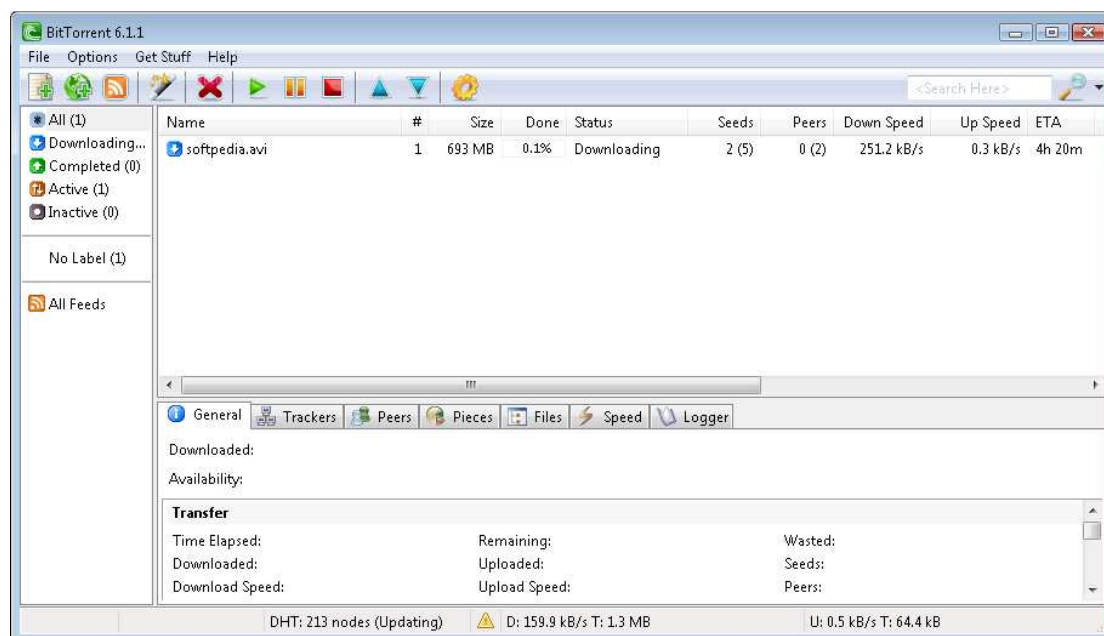 BitTorrent 6.1.1
File Options Get Stuff Help
<Search Here>
All (1)
Downloading...
Completed (0)
Active (1)
Inactive (0)
No Label (1)
All Feeds
Name # Size Done Status Seeds Peers Down Speed Up Speed ETA
softpedia.avi 1 693 MB 0.1% Downloading 2 (5) 0 (2) 251.2 kB/s 0.3 kB/s 4h 20m
General Trackers Peers Pieces Files Speed Logger
Downloaded:
Availability:
Transfer
Time Elapsed: Remaining: Wasted:
Downloaded: Uploaded: Seeds:
Download Speed: Upload Speed: Peers:
DHT: 213 nodes (Updating) D: 159.9 kB/s T: 1.3 MB U: 0.5 kB/s T: 64.4 kB